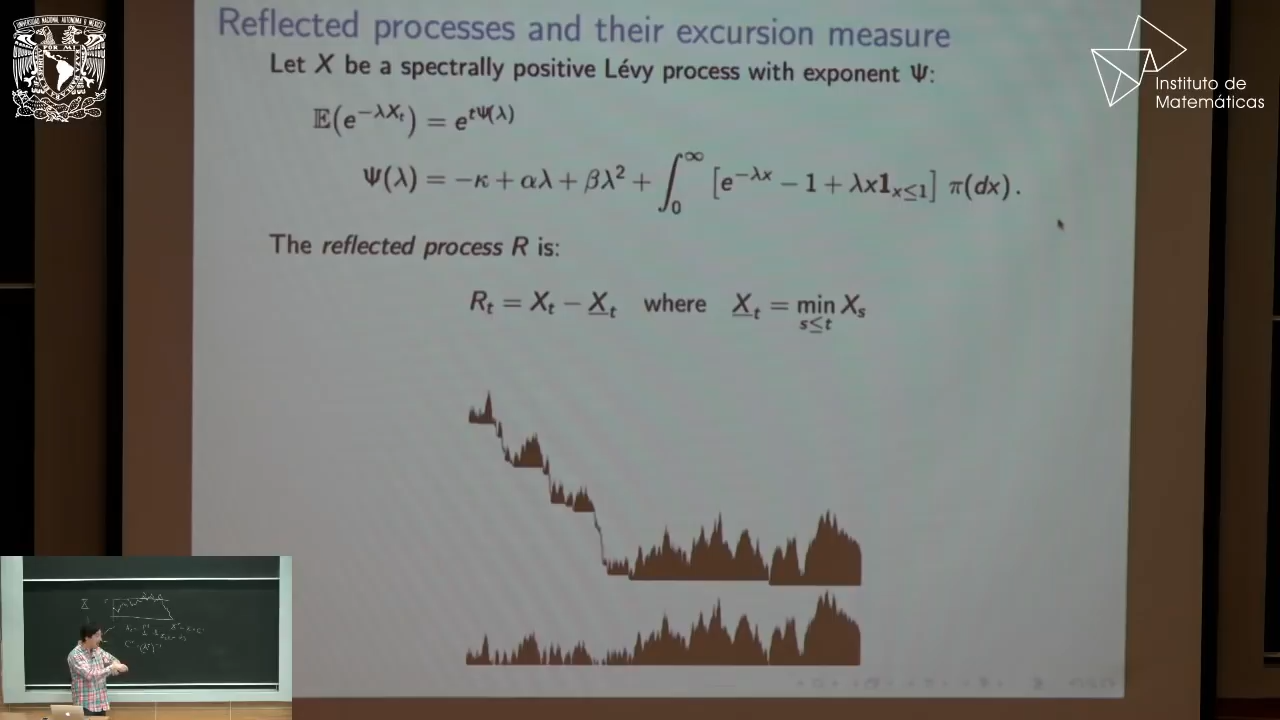 Reflected processes and their excursion measure
Let X be a spectrally positive Lévy process with exponent Ψ:
𝔼(e^{−λX_t}) = e^{tΨ(λ)}
Ψ(λ) = −κ + αλ + βλ² + ∫_0^∞ [e^{−λx} − 1 + λx1_{x≤1}] π(dx).
The reflected process R is:
R_t = X_t − X̲_t where X̲_t = min_{s≤t} X_s
Instituto de
Matemáticas